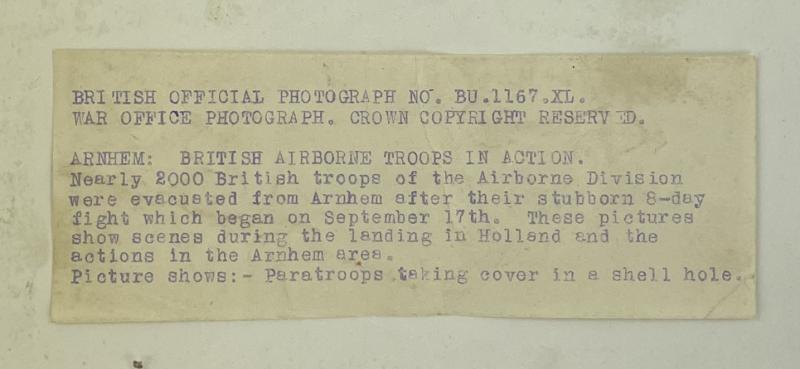 BRITISH OFFICIAL PHOTOGRAPH NO. BU.1167.XL.
WAR OFFICE PHOTOGRAPH. CROWN COPYRIGHT RESERVED.
ARNHEM: BRITISH AIRBORNE TROOPS IN ACTION.
Nearly 2000 British troops of the Airborne Division
were evacuated from Arnhem after their stubborn 8-day
fight which began on September 17th. These pictures
show scenes during the landing in Holland and the
actions in the Arnhem area.
Picture shows:- Paratroops taking cover in a shell hole.